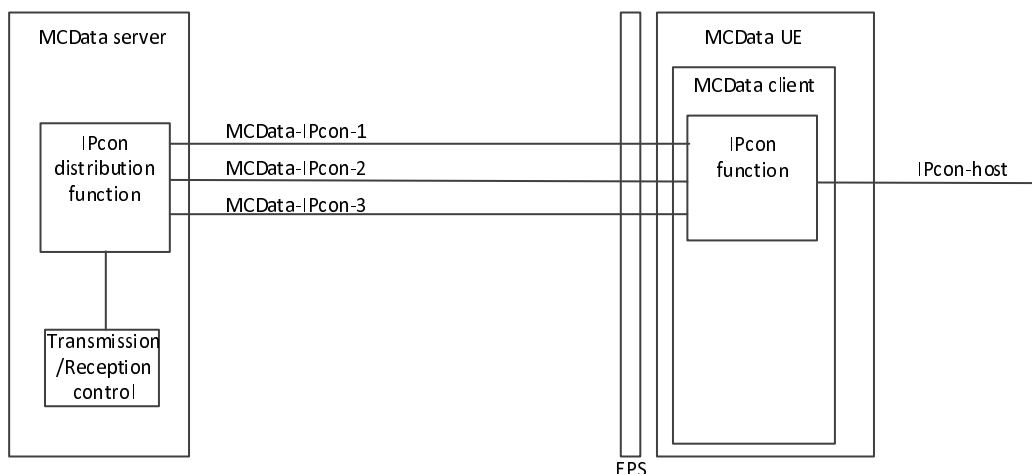 MCData server
MCData UE
MCData client
IPcon
distribution
function
MCData-IPcon-1
MCData-IPcon-2
MCData-IPcon-3
IPcon
function
IPcon-host
Transmission
/Reception
control
EPS